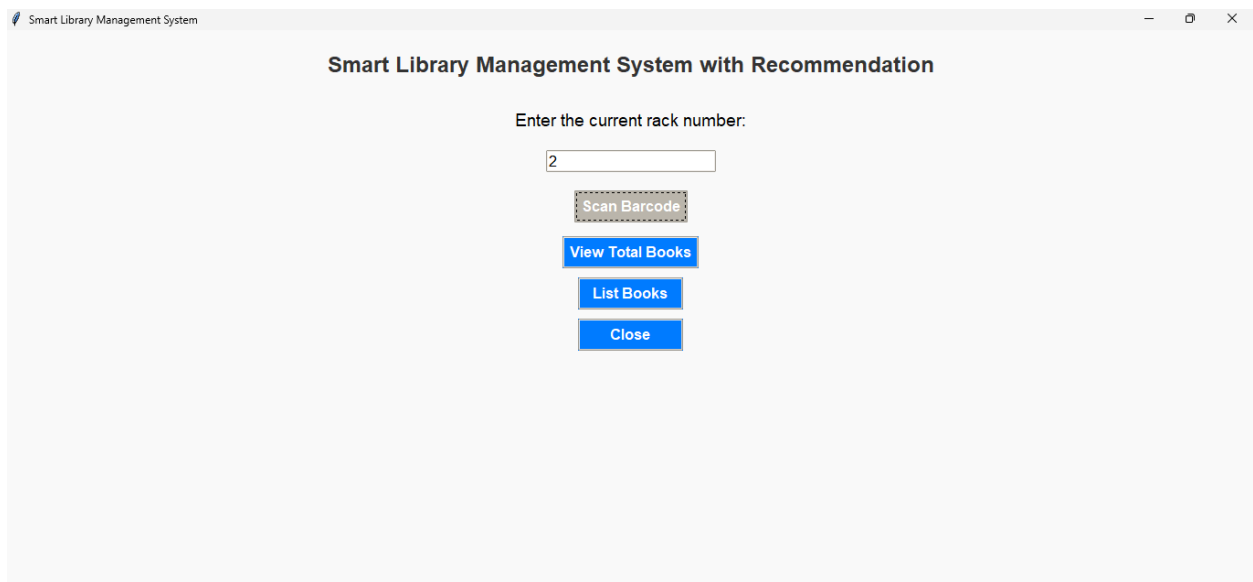 Smart Library Management System
Smart Library Management System with Recommendation
Enter the current rack number:
2
Scan Barcode
View Total Books
List Books
Close